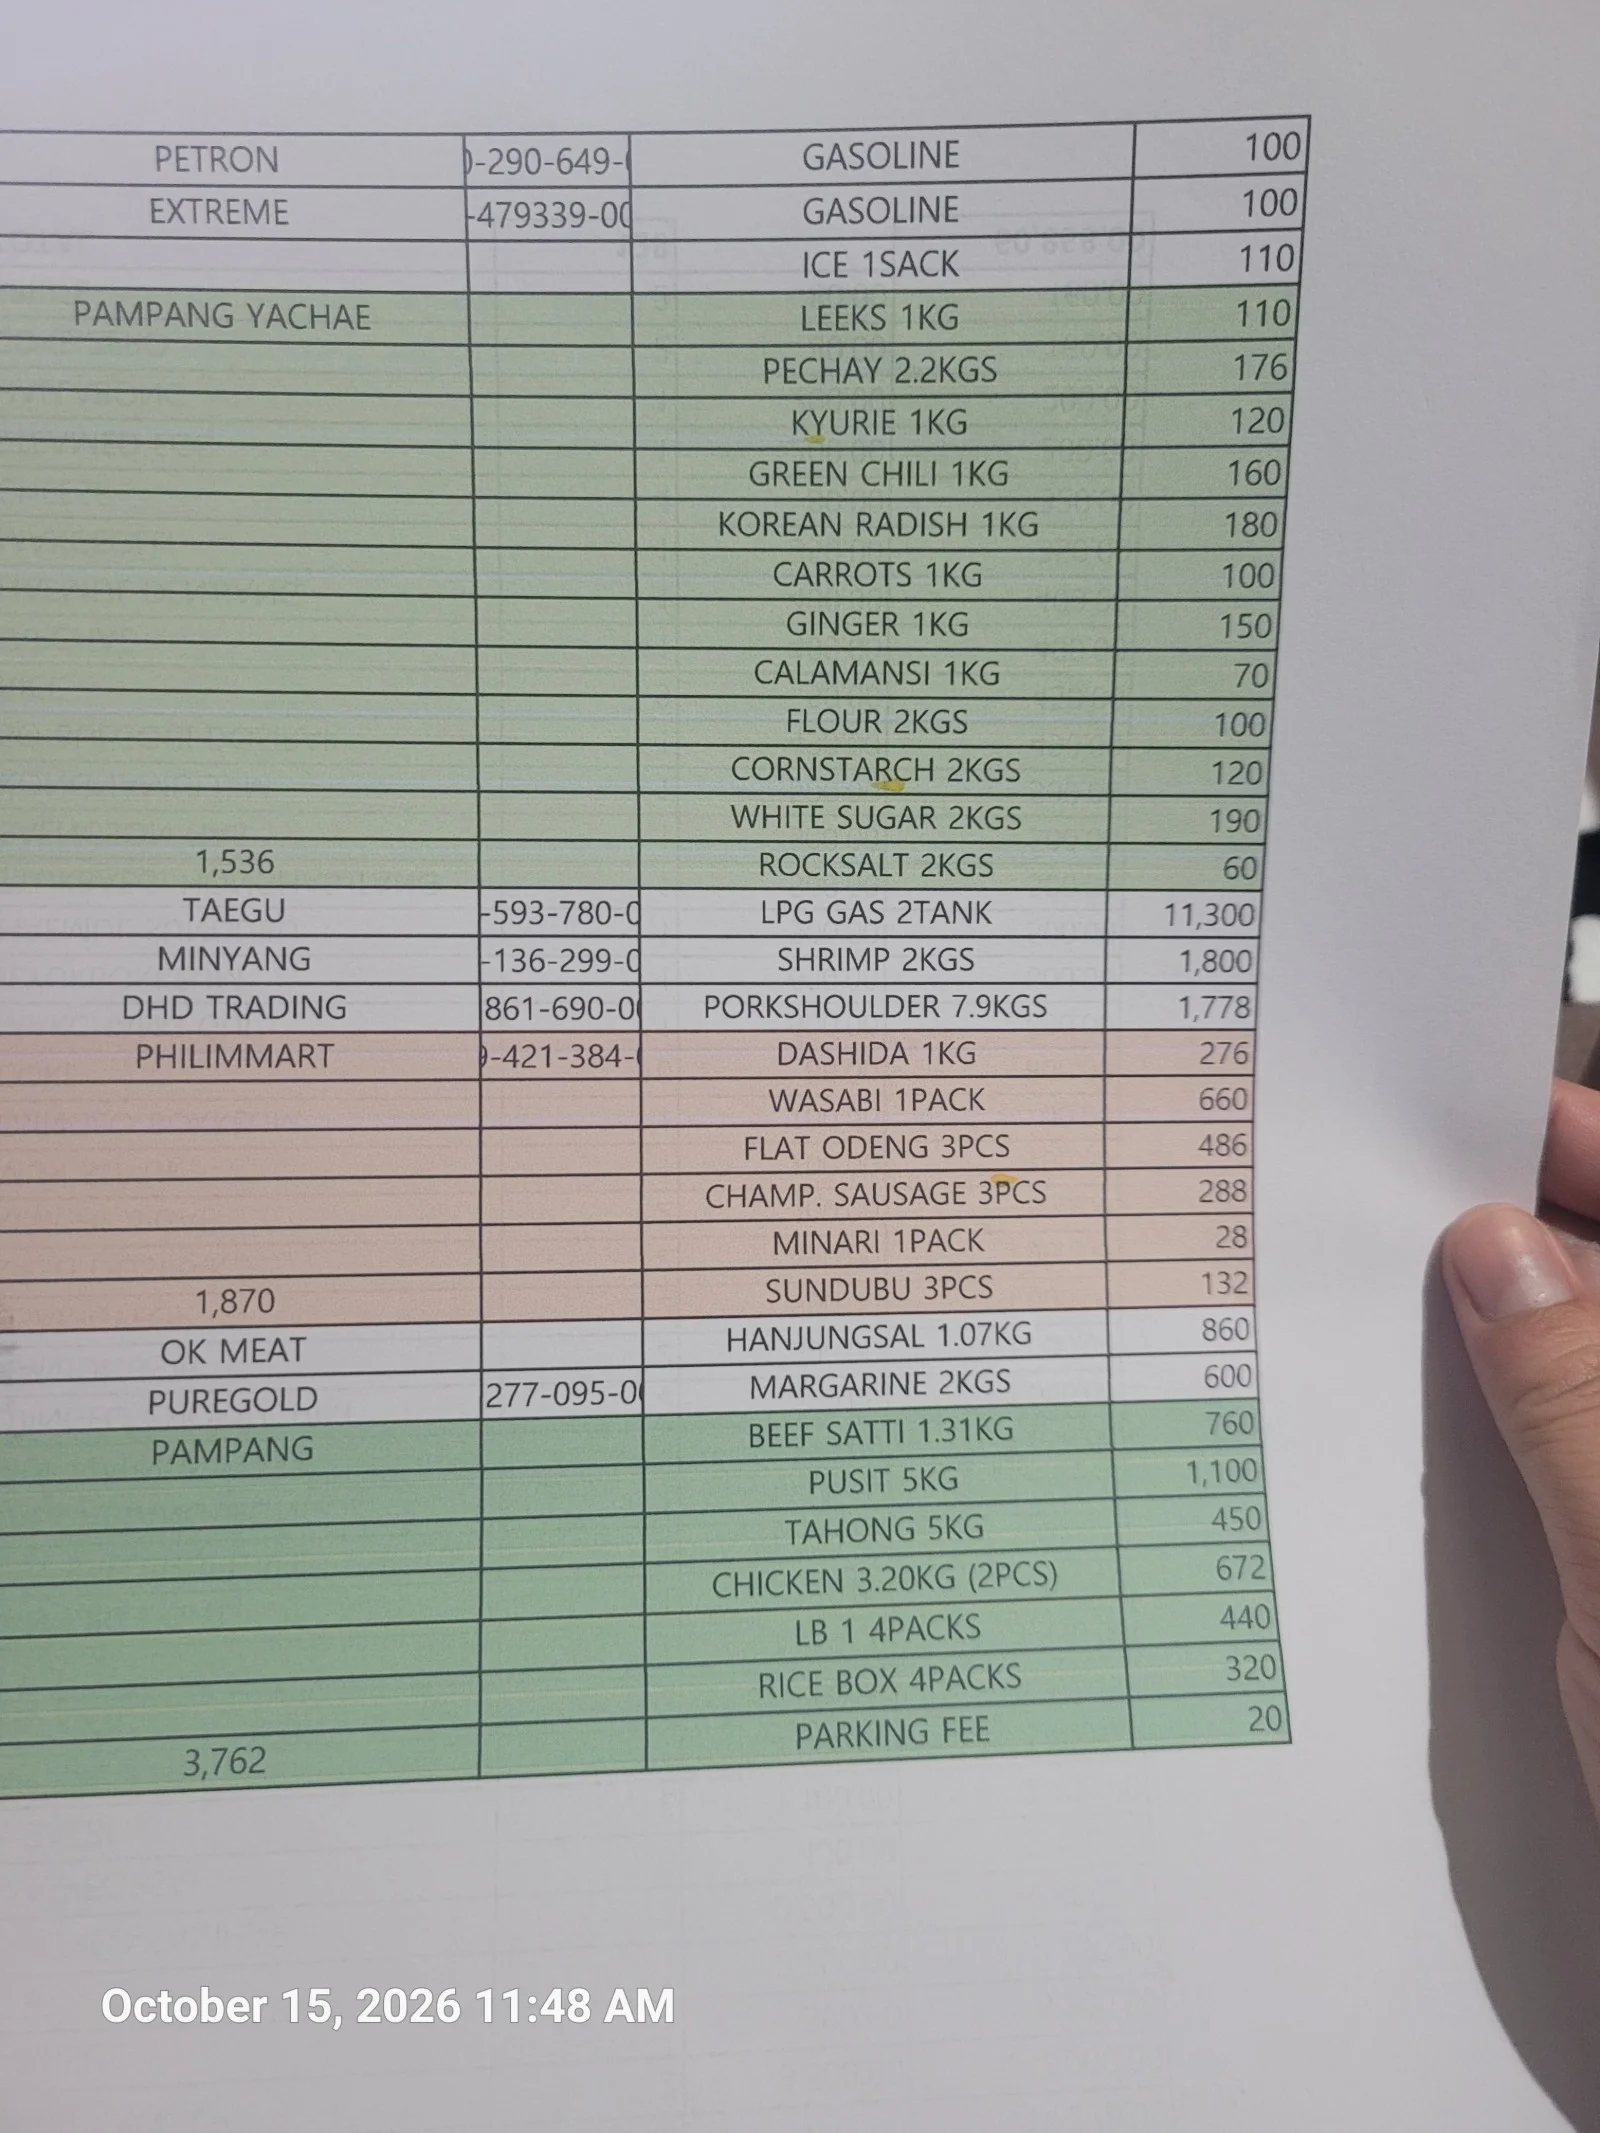 PETRON 0-290-649-0 GASOLINE 100
EXTREME -479339-00 GASOLINE 100
ICE 1SACK 110
PAMPANG YACHAE LEEKS 1KG 110
PECHAY 2.2KGS 176
KYURIE 1KG 120
GREEN CHILI 1KG 160
KOREAN RADISH 1KG 180
CARROTS 1KG 100
GINGER 1KG 150
CALAMANSI 1KG 70
FLOUR 2KGS 100
CORNSTARCH 2KGS 120
WHITE SUGAR 2KGS 190
1,536 ROCKSALT 2KGS 60
TAEGU -593-780-0 LPG GAS 2TANK 11,300
MINYANG -136-299-0 SHRIMP 2KGS 1,800
DHD TRADING 861-690-0 PORKSHOULDER 7.9KGS 1,778
PHILIMMART -421-384- DASHIDA 1KG 276
WASABI 1PACK 660
FLAT ODENG 3PCS 486
CHAMP. SAUSAGE 3PCS 288
MINARI 1PACK 28
1,870 SUNDUBU 3PCS 132
OK MEAT HANJUNGSAL 1.07KG 860
PUREGOLD 277-095-0 MARGARINE 2KGS 600
PAMPANG BEEF SATTI 1.31KG 760
PUSIT 5KG 1,100
TAHONG 5KG 450
CHICKEN 3.20KG (2PCS) 672
LB 1 4PACKS 440
RICE BOX 4PACKS 320
3,762 PARKING FEE 20
October 15, 2026 11:48 AM